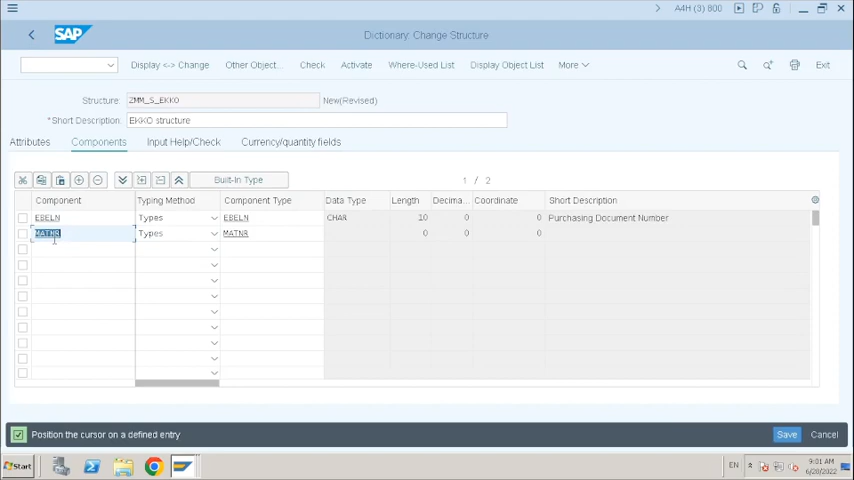 A4H (3) 800
SAP
Dictionary: Change Structure
Display <-> Change Other Object... Check Activate Where-Used List Display Object List More Exit
Structure: ZMM_S_EKKO New(Revised)
*Short Description: EKKO structure
Attributes Components Input Help/Check Currency/quantity fields
Built-In Type 1 / 2
Component Typing Method Component Type Data Type Length Decima... Coordinate Short Description
EBELN Types EBELN CHAR 10 0 0 Purchasing Document Number
MATNR Types MATNR 0 0 0
Position the cursor on a defined entry Save Cancel
Start EN 9:01 AM
6/28/2022